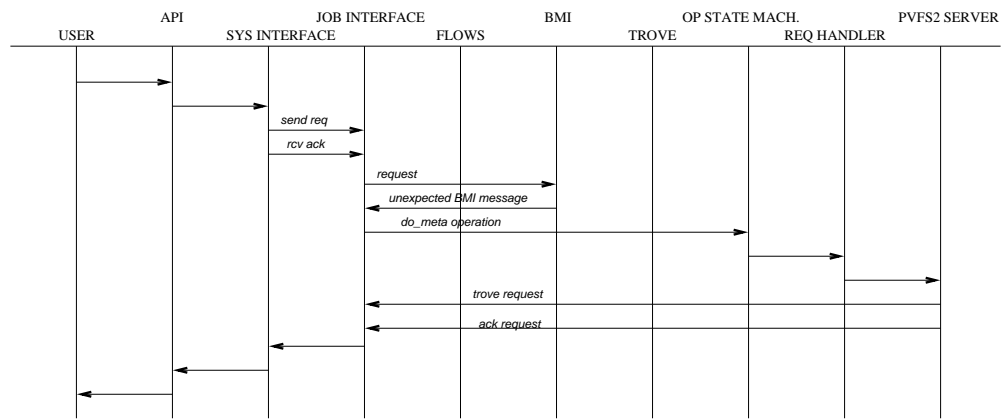 API JOB INTERFACE BMI OP STATE MACH. PVFS2 SERVER
USER SYS INTERFACE FLOWS TROVE REQ HANDLER
send req
rcv ack
request
unexpected BMI message
do_meta operation
trove request
ack request